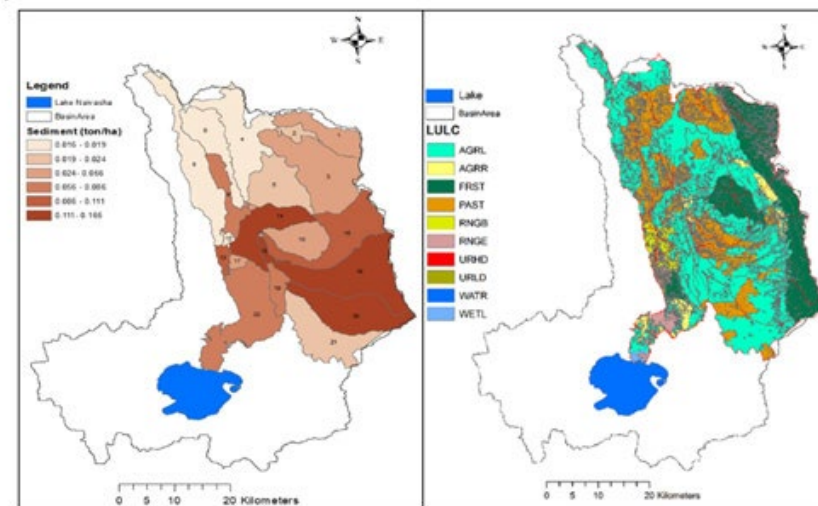 N
W E
S
Legend
Lake Naivasha
BasinArea
Sediment (ton/ha)
0.016 - 0.019
0.019 - 0.024
0.024 - 0.056
0.056 - 0.086
0.086 - 0.111
0.111 - 0.166
21
0 5 10 20 Kilometers
N
W E
S
Lake
BasinArea
LULC
AGRL
AGRR
FRST
PAST
RNGB
RNGE
URHD
URLD
WATR
WETL
0 5 10 20 Kilometers